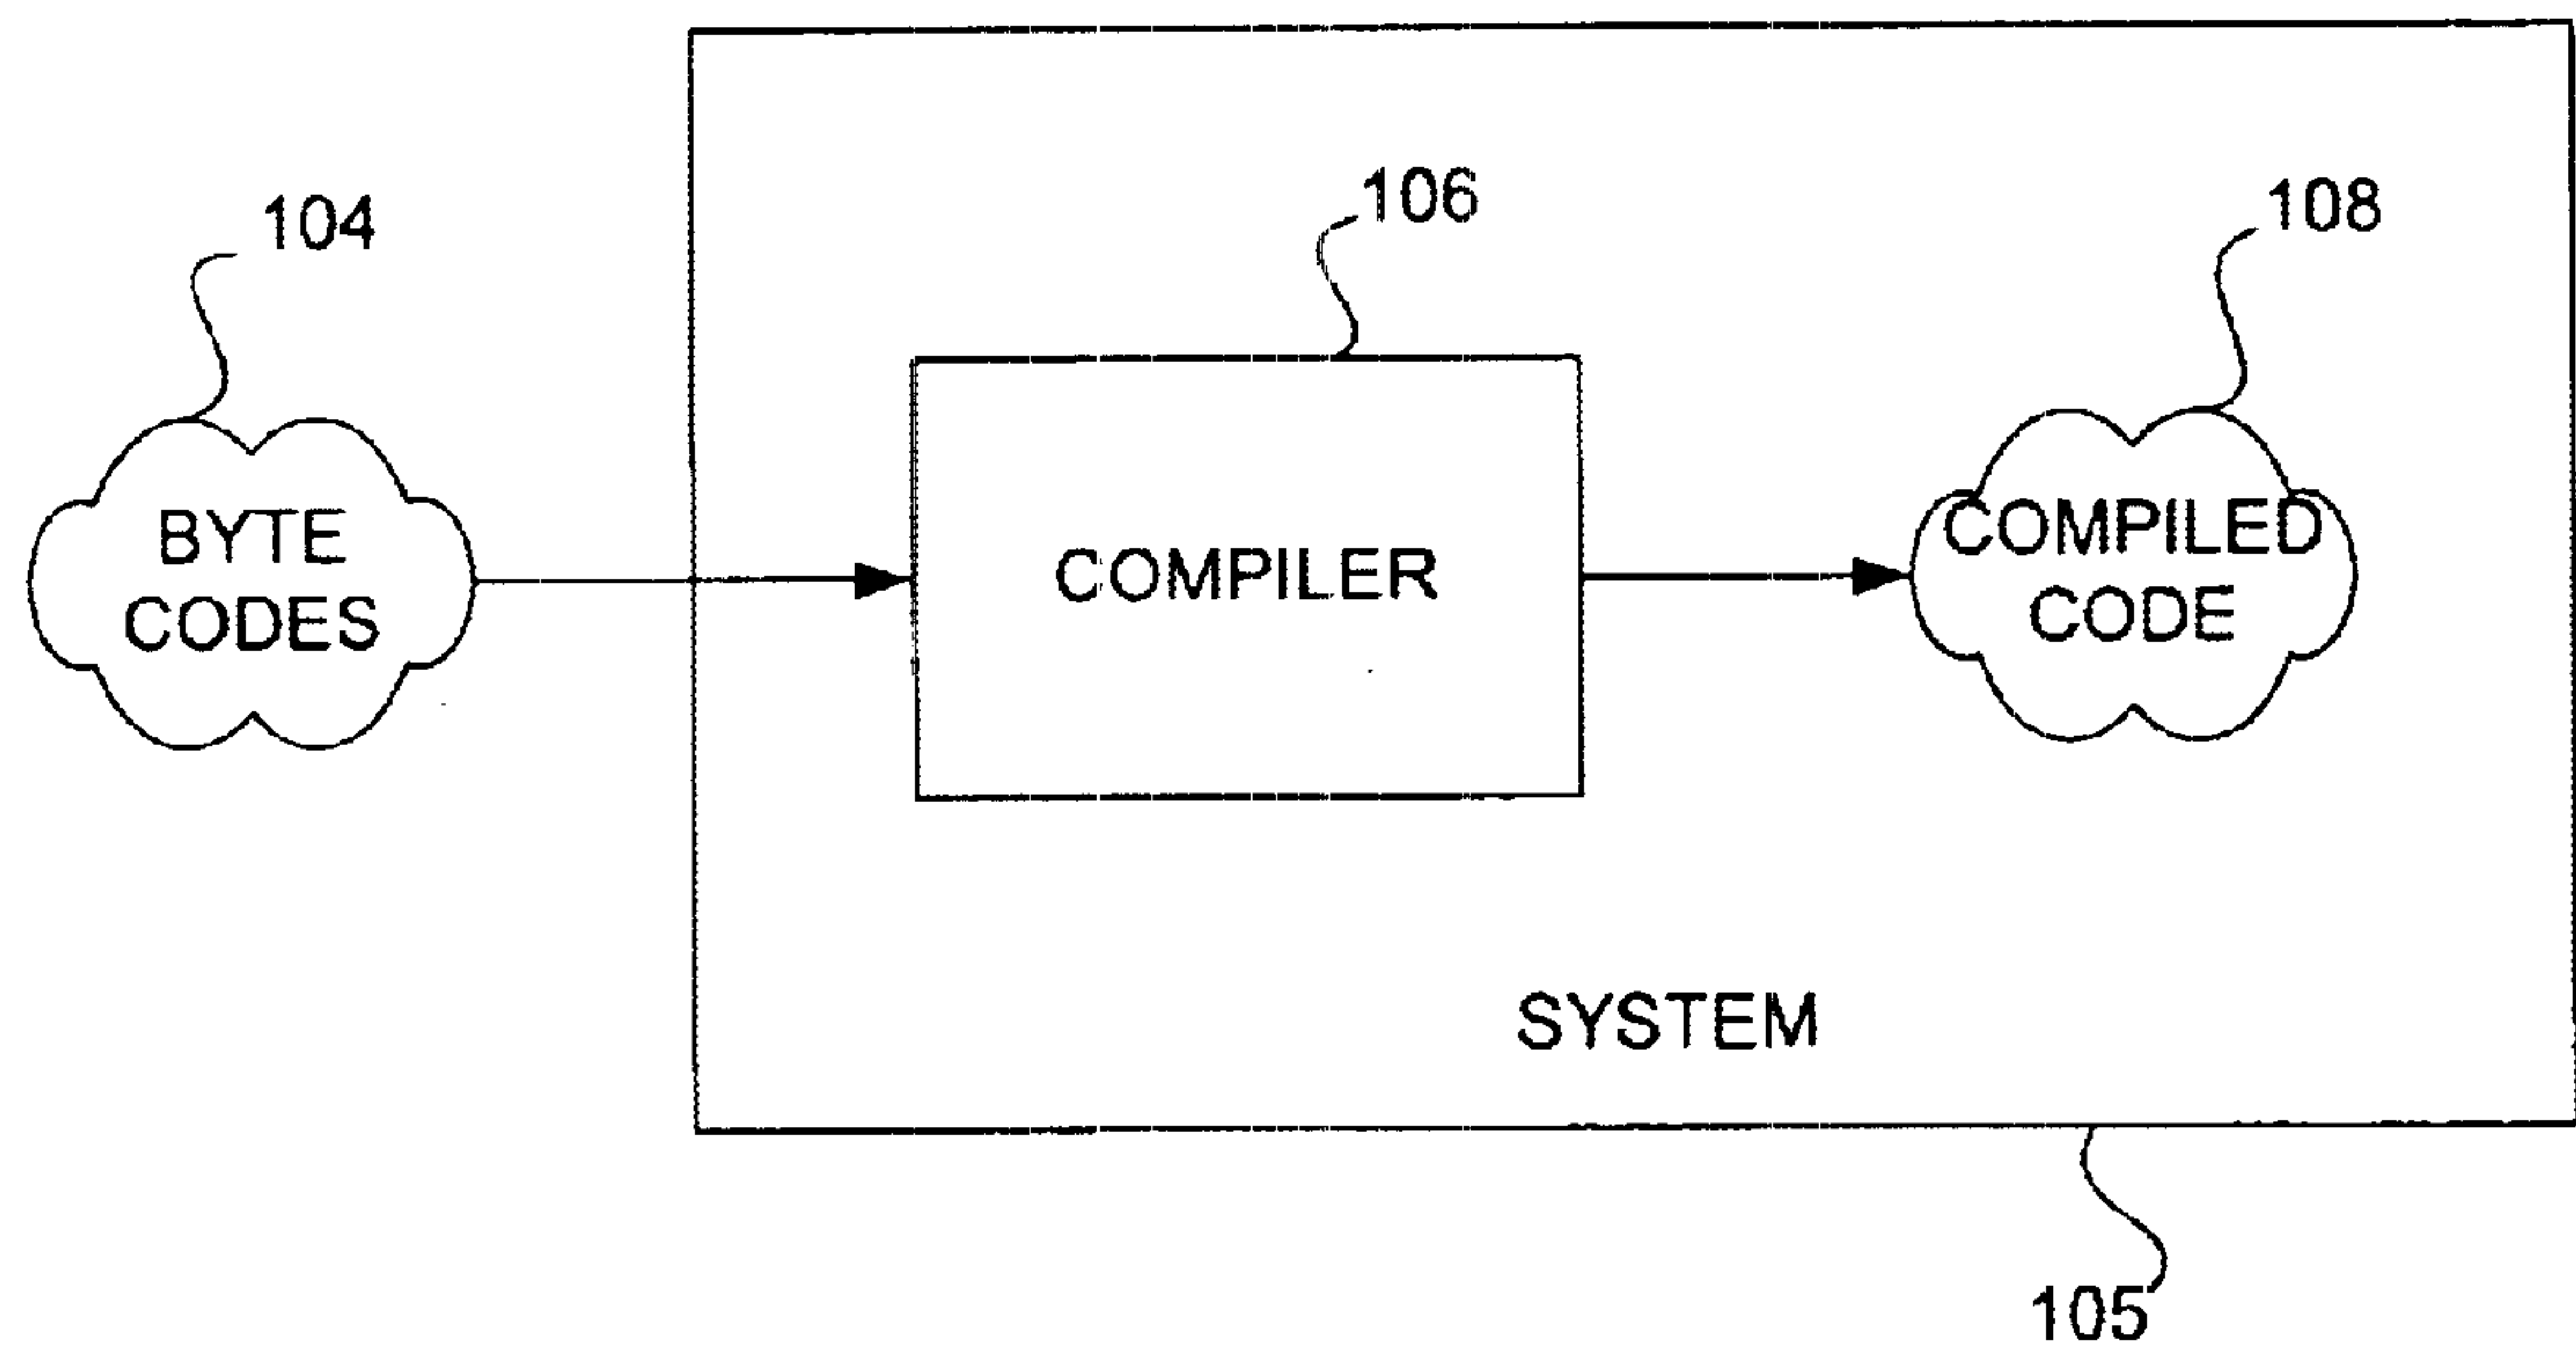 104
106
108
BYTE
CODES
COMPILER
COMPILED
CODE
SYSTEM
105